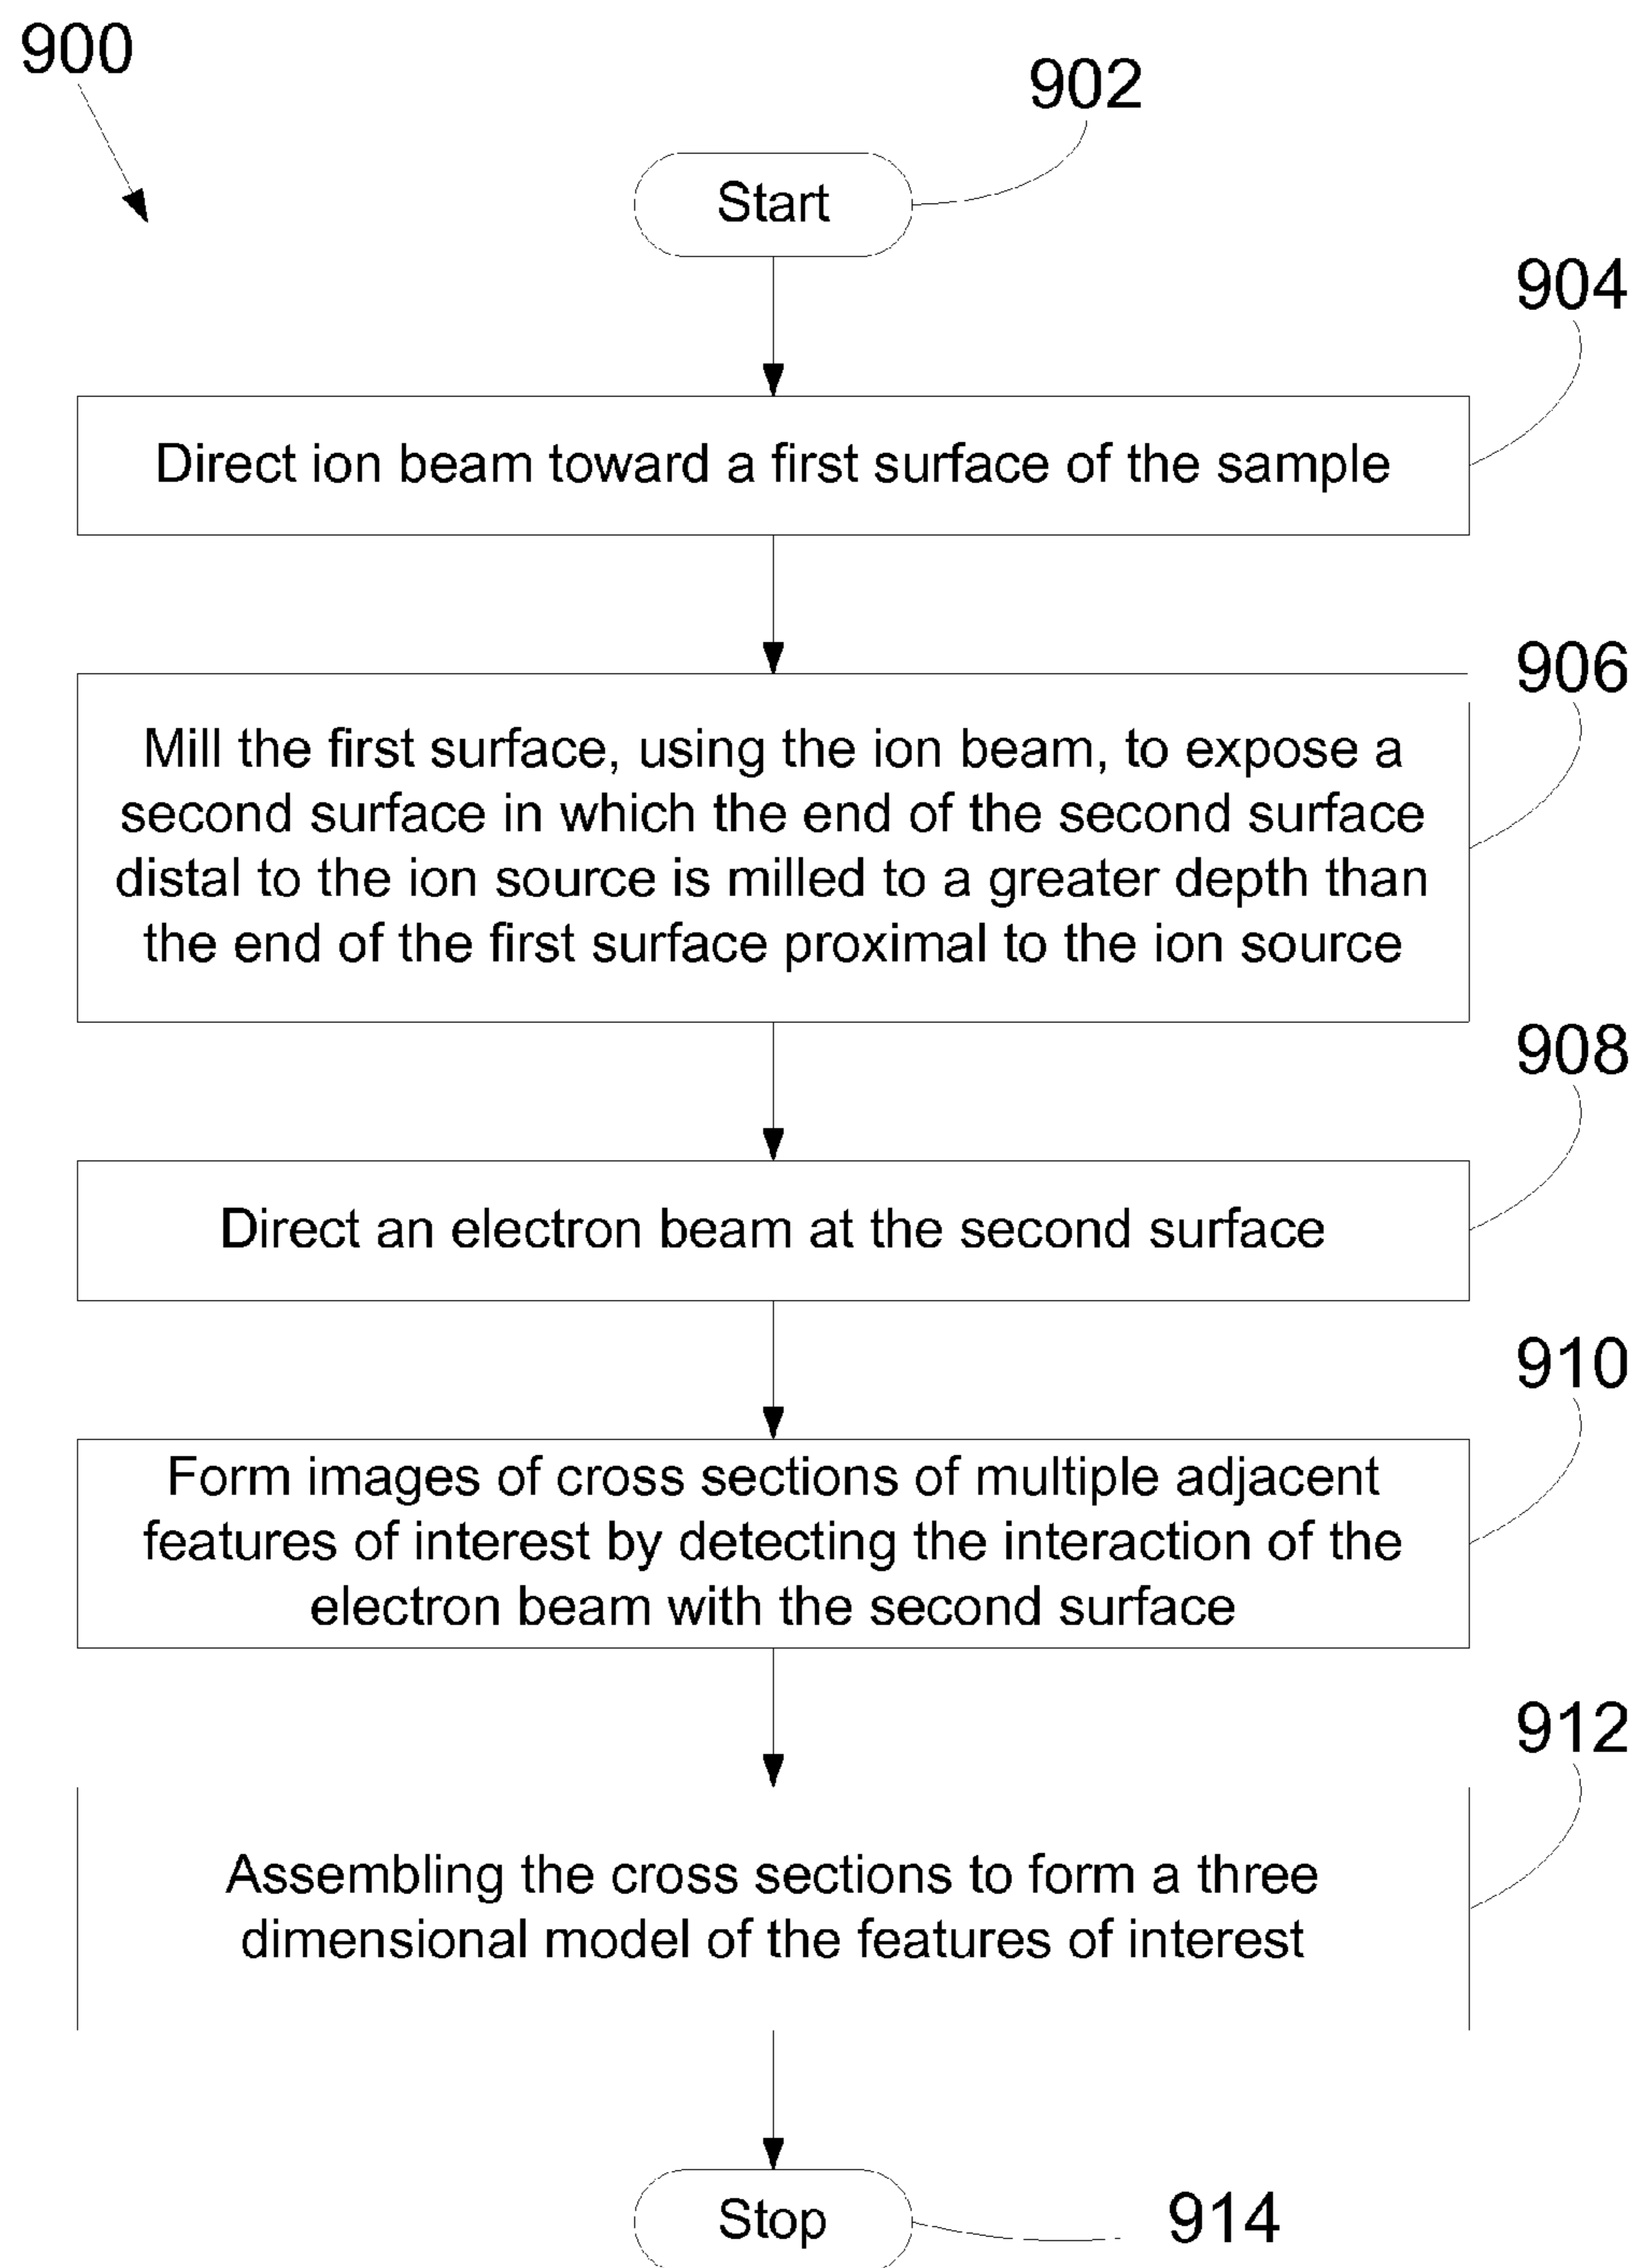 900
902
Start
904
Direct ion beam toward a first surface of the sample
906
Mill the first surface, using the ion beam, to expose a
second surface in which the end of the second surface
distal to the ion source is milled to a greater depth than
the end of the first surface proximal to the ion source
908
Direct an electron beam at the second surface
910
Form images of cross sections of multiple adjacent
features of interest by detecting the interaction of the
electron beam with the second surface
912
Assembling the cross sections to form a three
dimensional model of the features of interest
Stop
914